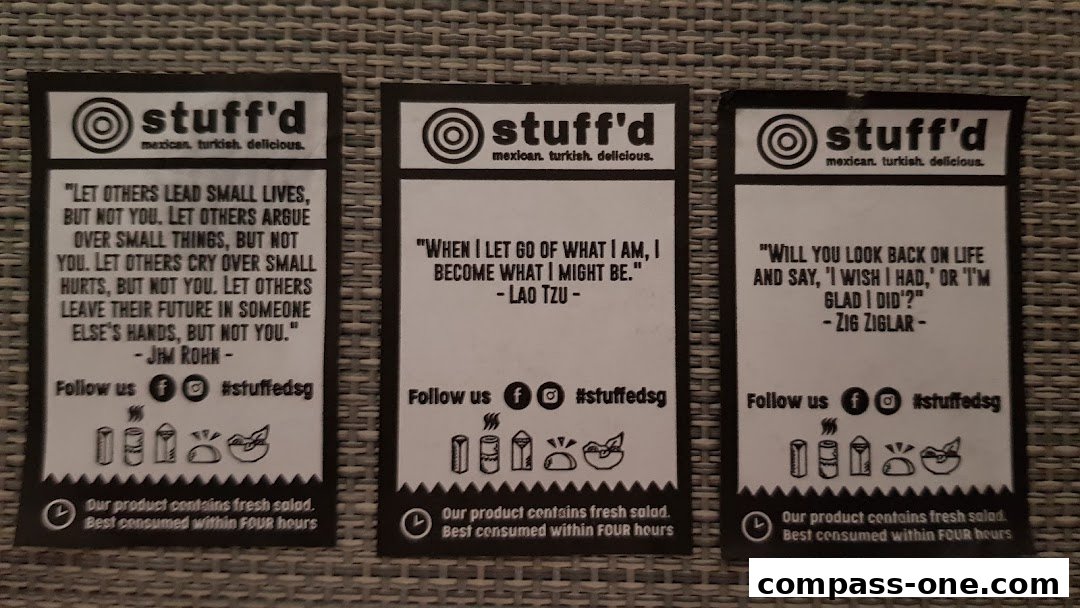 stuff'd
mexican. turkish. delicious.
"LET OTHERS LEAD SMALL LIVES,
BUT NOT YOU. LET OTHERS ARGUE
OVER SMALL THINGS, BUT NOT
YOU. LET OTHERS CRY OVER SMALL
HURTS, BUT NOT YOU. LET OTHERS
LEAVE THEIR FUTURE IN SOMEONE
ELSE'S HANDS, BUT NOT YOU."
- JIM ROHN -
Follow us #stuffedsg
Our product contains fresh salad.
Best consumed within FOUR hours
stuff'd
mexican. turkish. delicious.
"WHEN I LET GO OF WHAT I AM, I
BECOME WHAT I MIGHT BE."
- LAO TZU -
Follow us #stuffedsg
Our product contains fresh salad.
Best consumed within FOUR hours
stuff'd
mexican. turkish. delicious.
"WILL YOU LOOK BACK ON LIFE
AND SAY, 'I WISH I HAD,' OR 'I'M
GLAD I DID'?"
- ZIG ZIGLAR -
Follow us #stuffedsg
Our product contains fresh salad.
Best consumed within FOUR hours
compass-one.com